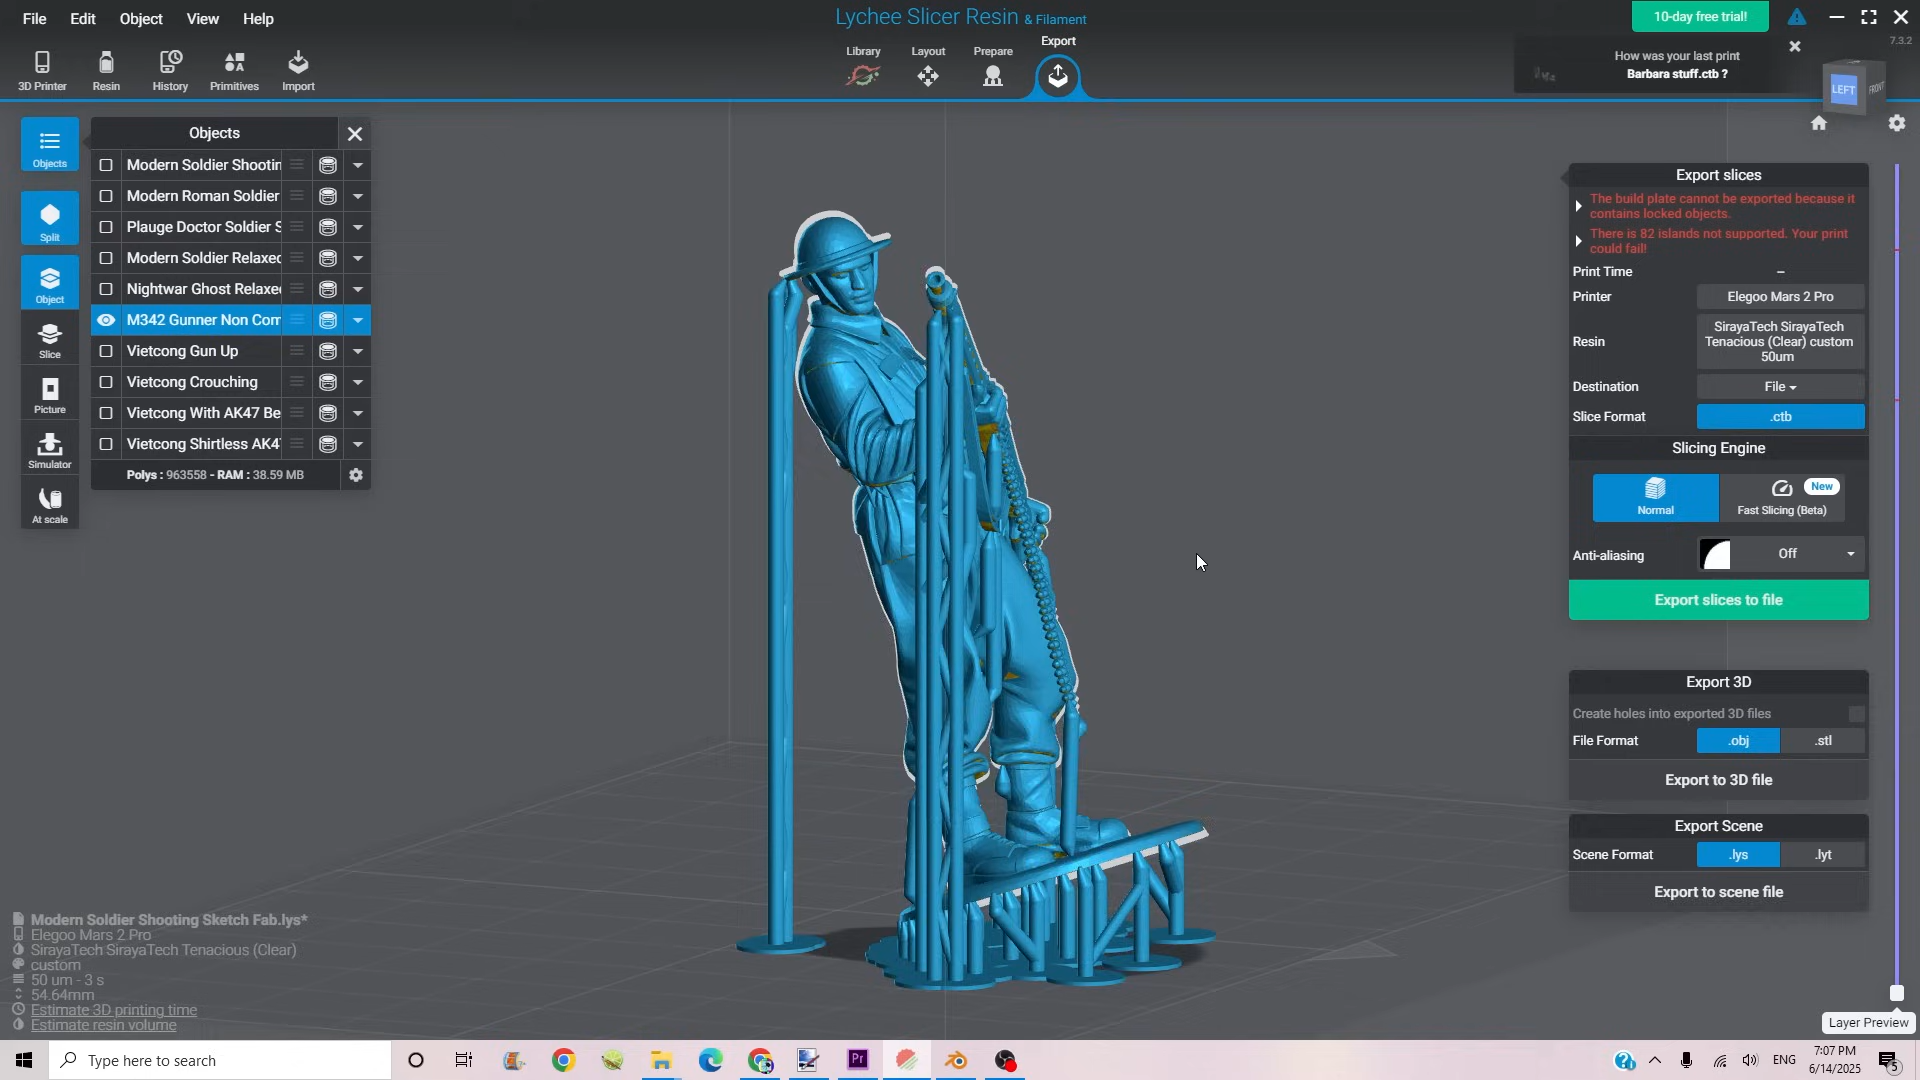 File Edit Object View Help
Lychee Slicer Resin & Filament
10-day free trial!
7.3.2
3D Printer Resin History Primitives Import
Library Layout Prepare Export
How was your last print
Barbara stuff.ctb ?
LEFT
FRONT
Objects
Split
Object
Slice
Picture
Simulator
At scale
Objects
Modern Soldier Shootin
Modern Roman Soldier
Plauge Doctor Soldier S
Modern Soldier Relaxed
Nightwar Ghost Relaxe
M342 Gunner Non Com
Vietcong Gun Up
Vietcong Crouching
Vietcong With AK47 Be
Vietcong Shirtless AK4
Polys : 963558 - RAM : 38.59 MB
Export slices
The build plate cannot be exported because it
contains locked objects.
There is 82 islands not supported. Your print
could fail!
Print Time –
Printer Elegoo Mars 2 Pro
Resin SirayaTech SirayaTech
Tenacious (Clear) custom
50um
Destination File
Slice Format .ctb
Slicing Engine
Normal
New
Fast Slicing (Beta)
Anti-aliasing Off
Export slices to file
Export 3D
Create holes into exported 3D files
File Format .obj .stl
Export to 3D file
Export Scene
Scene Format .lys .lyt
Export to scene file
Layer Preview
Modern Soldier Shooting Sketch Fab.lys*
Elegoo Mars 2 Pro
SirayaTech SirayaTech Tenacious (Clear)
custom
50 um - 3 s
54.64mm
Estimate 3D printing time
Estimate resin volume
Type here to search
Pr
ENG
7:07 PM
6/14/2025
5